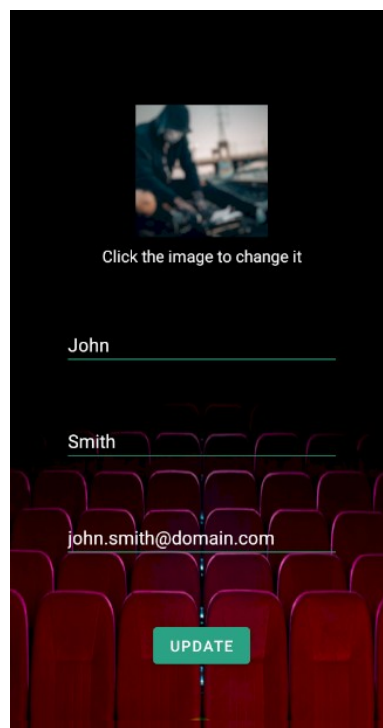 Click the image to change it
John
Smith
john.smith@domain.com
UPDATE